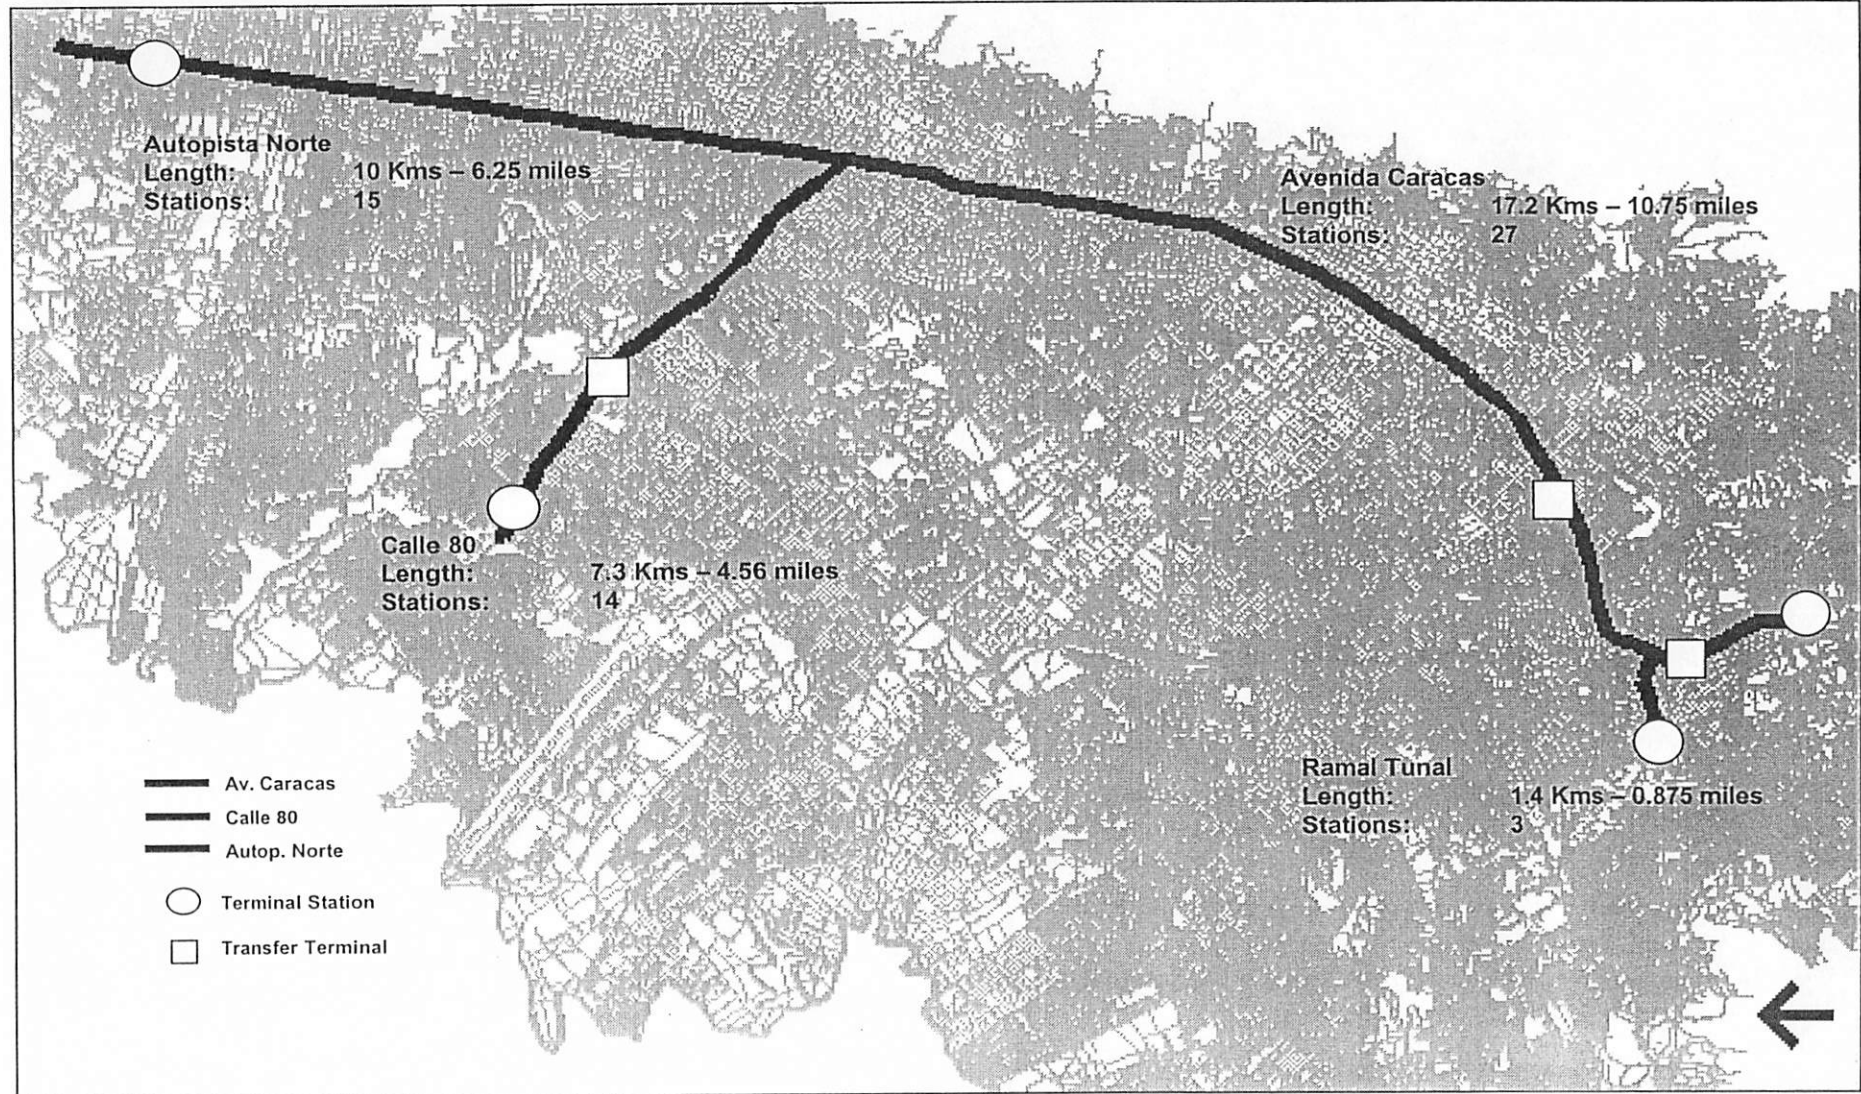 Autopista Norte
Length: 10 Kms – 6.25 miles
Stations: 15
Avenida Caracas
Length: 17.2 Kms – 10.75 miles
Stations: 27
Calle 80
Length: 7.3 Kms – 4.56 miles
Stations: 14
Ramal Tunal
Length: 1.4 Kms – 0.875 miles
Stations: 3
Av. Caracas
Calle 80
Autop. Norte
Terminal Station
Transfer Terminal